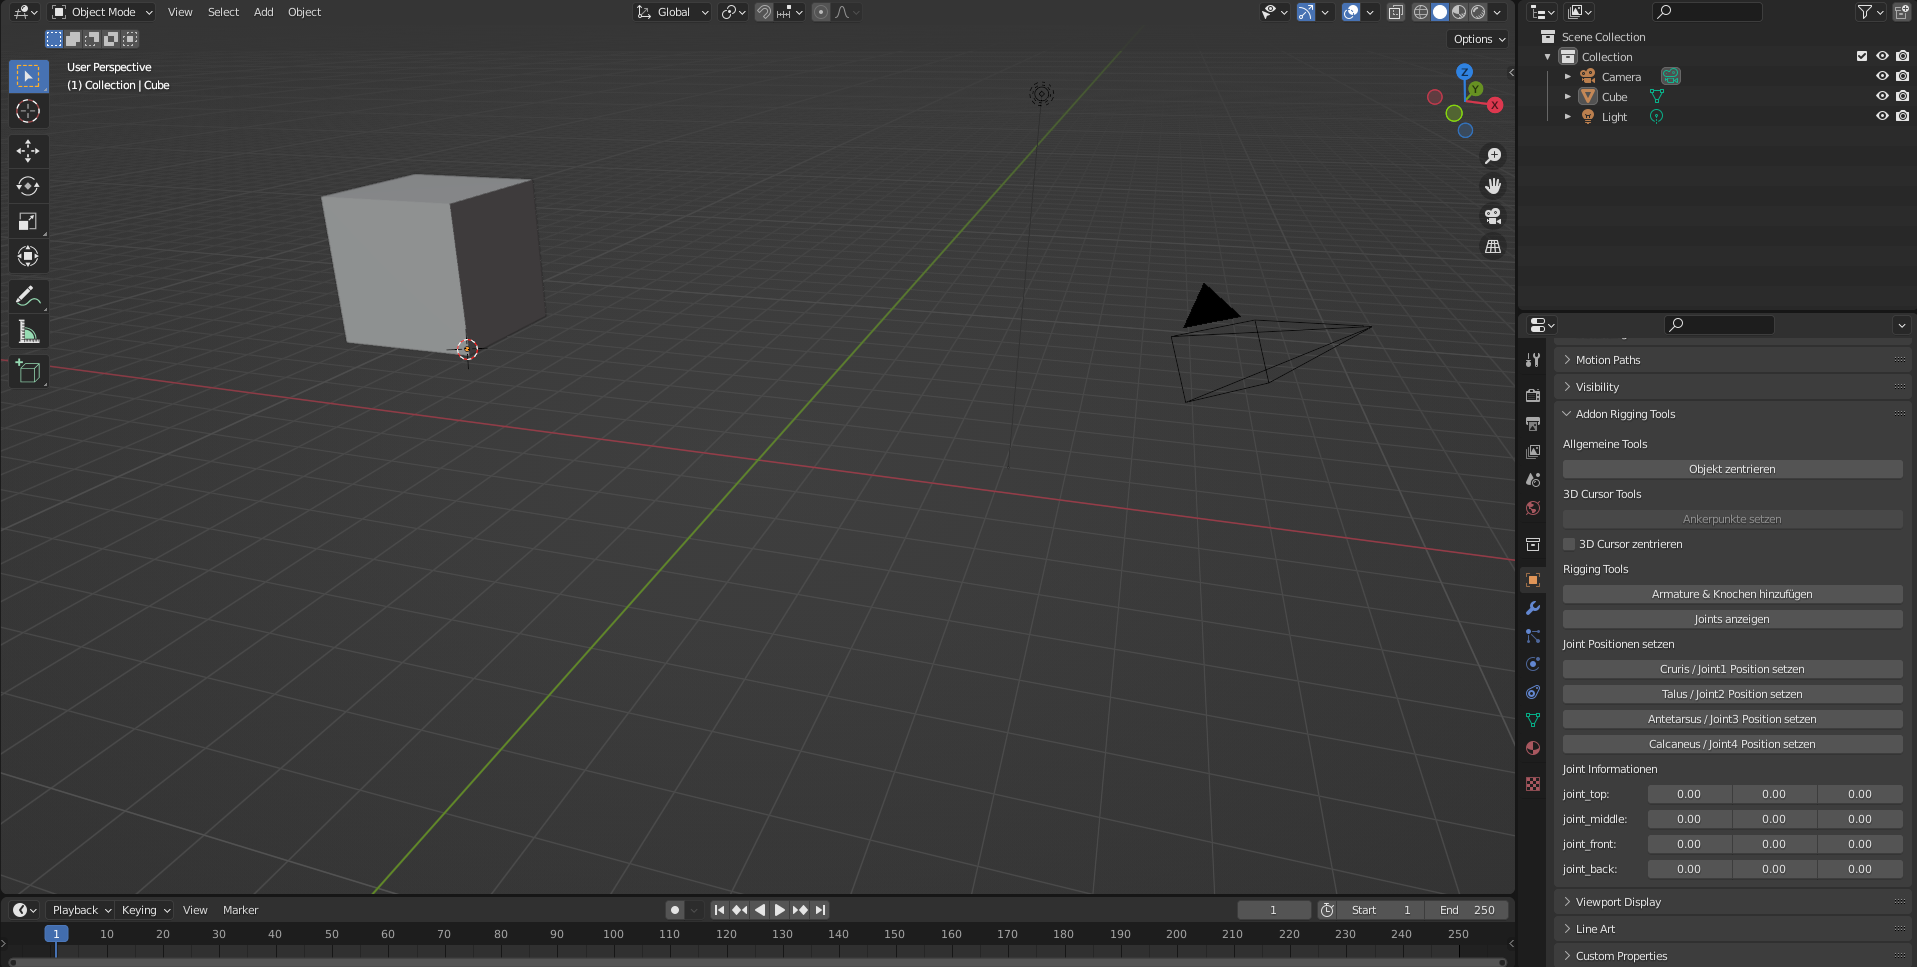 Object Mode View Select Add Object Global
Options
User Perspective
(1) Collection | Cube
Z
Y
X
Scene Collection
Collection
Camera
Cube
Light
Motion Paths
Visibility
Addon Rigging Tools
Allgemeine Tools
Objekt zentrieren
3D Cursor Tools
Ankerpunkte setzen
3D Cursor zentrieren
Rigging Tools
Armature & Knochen hinzufügen
Joints anzeigen
Joint Positionen setzen
Cruris / Joint1 Position setzen
Talus / Joint2 Position setzen
Antetarsus / Joint3 Position setzen
Calcaneus / Joint4 Position setzen
Joint Informationen
joint_top: 0.00 0.00 0.00
joint_middle: 0.00 0.00 0.00
joint_front: 0.00 0.00 0.00
joint_back: 0.00 0.00 0.00
Viewport Display
Line Art
Custom Properties
Playback Keying View Marker 1 Start 1 End 250
1 10 20 30 40 50 60 70 80 90 100 110 120 130 140 150 160 170 180 190 200 210 220 230 240 250